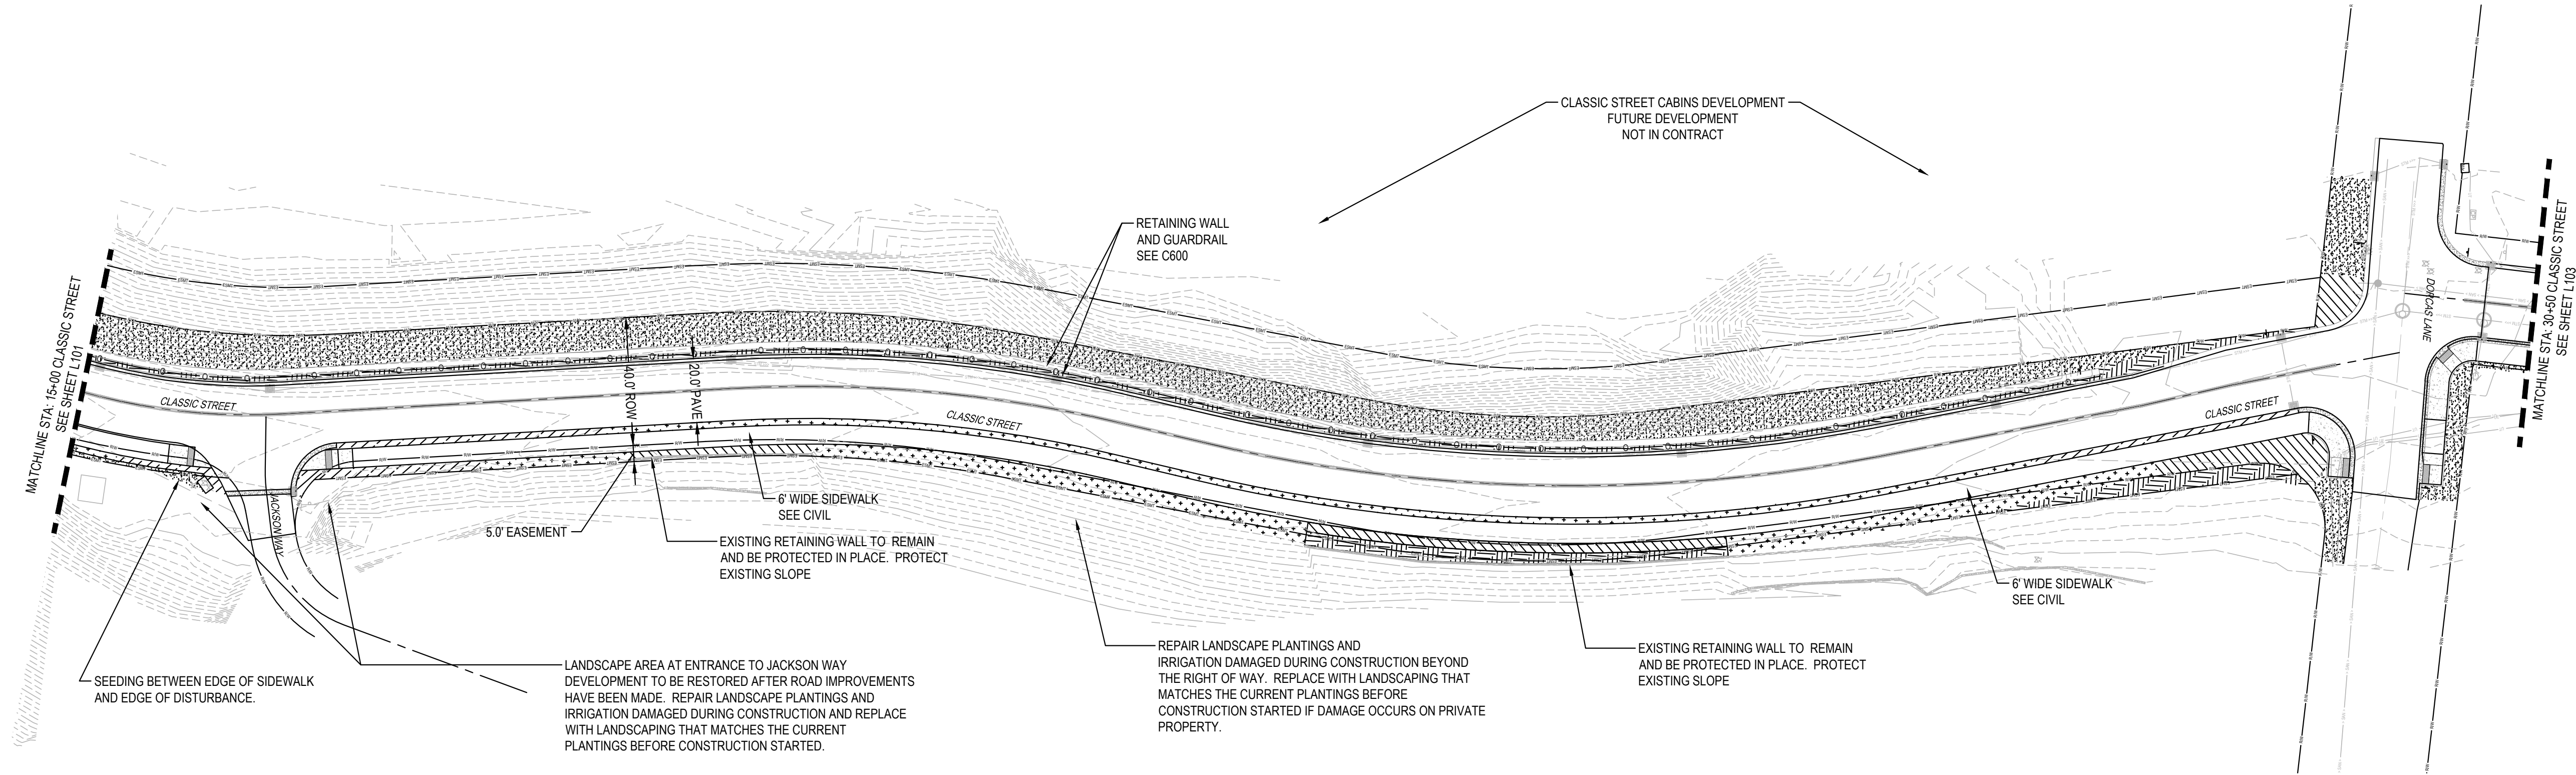 CLASSIC STREET CABINS DEVELOPMENT
FUTURE DEVELOPMENT
NOT IN CONTRACT
RETAINING WALL
AND GUARDRAIL
SEE C600
MATCHLINE STA: 15+00 CLASSIC STREET
SEE SHEET L101
MATCHLINE STA: 30+50 CLASSIC STREET
SEE SHEET L103
DORCAS LANE
CLASSIC STREET
40.0' ROW
20.0' PAVE
CLASSIC STREET
CLASSIC STREET
JACKSON WAY
6' WIDE SIDEWALK
SEE CIVIL
5.0' EASEMENT
EXISTING RETAINING WALL TO REMAIN
AND BE PROTECTED IN PLACE. PROTECT
EXISTING SLOPE
6' WIDE SIDEWALK
SEE CIVIL
SEEDING BETWEEN EDGE OF SIDEWALK
AND EDGE OF DISTURBANCE.
LANDSCAPE AREA AT ENTRANCE TO JACKSON WAY
DEVELOPMENT TO BE RESTORED AFTER ROAD IMPROVEMENTS
HAVE BEEN MADE. REPAIR LANDSCAPE PLANTINGS AND
IRRIGATION DAMAGED DURING CONSTRUCTION AND REPLACE
WITH LANDSCAPING THAT MATCHES THE CURRENT
PLANTINGS BEFORE CONSTRUCTION STARTED.
REPAIR LANDSCAPE PLANTINGS AND
IRRIGATION DAMAGED DURING CONSTRUCTION BEYOND
THE RIGHT OF WAY. REPLACE WITH LANDSCAPING THAT
MATCHES THE CURRENT PLANTINGS BEFORE
CONSTRUCTION STARTED IF DAMAGE OCCURS ON PRIVATE
PROPERTY.
EXISTING RETAINING WALL TO REMAIN
AND BE PROTECTED IN PLACE. PROTECT
EXISTING SLOPE